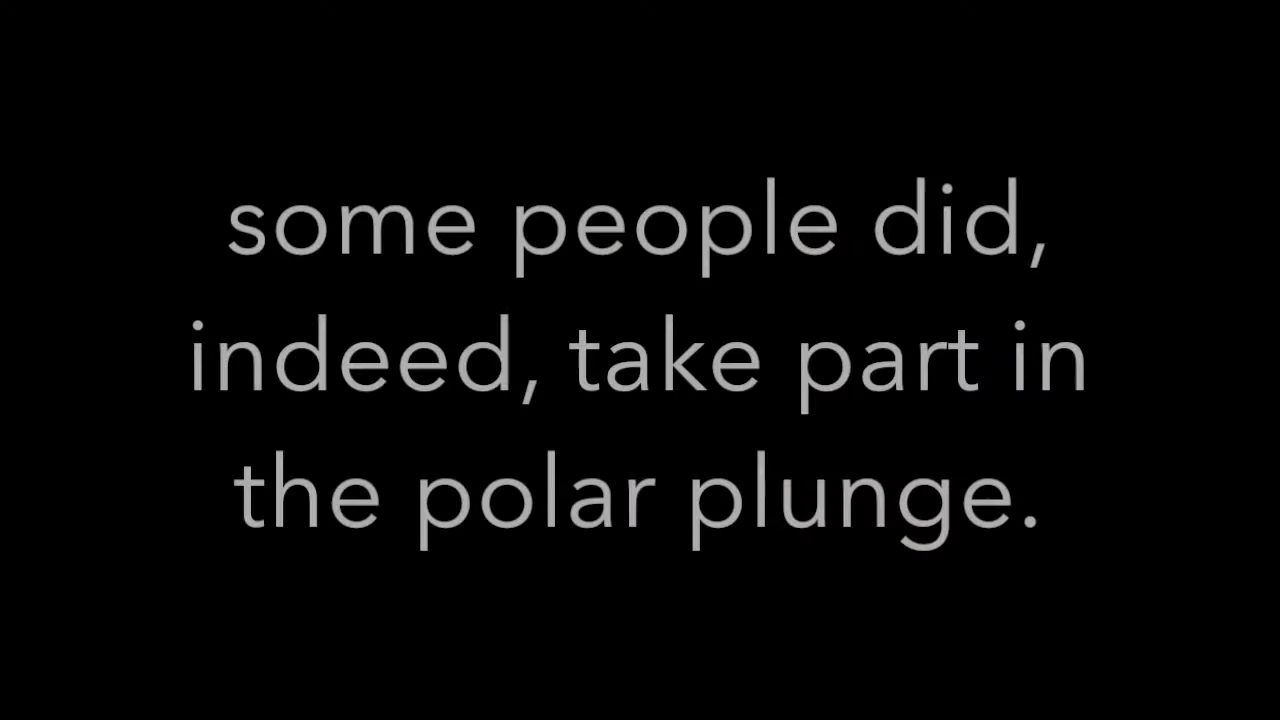 some people did,
indeed, take part in
the polar plunge.